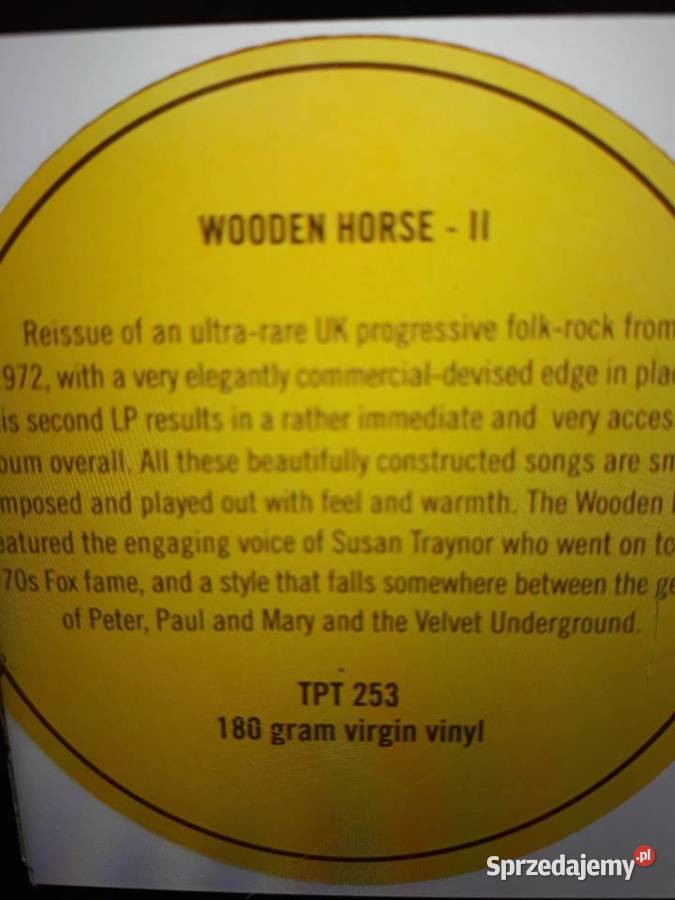 WOODEN HORSE - II
Reissue of an ultra-rare UK progressive folk-rock from
972, with a very elegantly commercial-devised edge in plac
is second LP results in a rather immediate and very acces
bum overall. All these beautifully constructed songs are sm
mposed and played out with feel and warmth. The Wooden
eatured the engaging voice of Susan Traynor who went on to
70s Fox fame, and a style that falls somewhere between the ge
of Peter, Paul and Mary and the Velvet Underground.
TPT 253
180 gram virgin vinyl
Sprzedajemy.pl